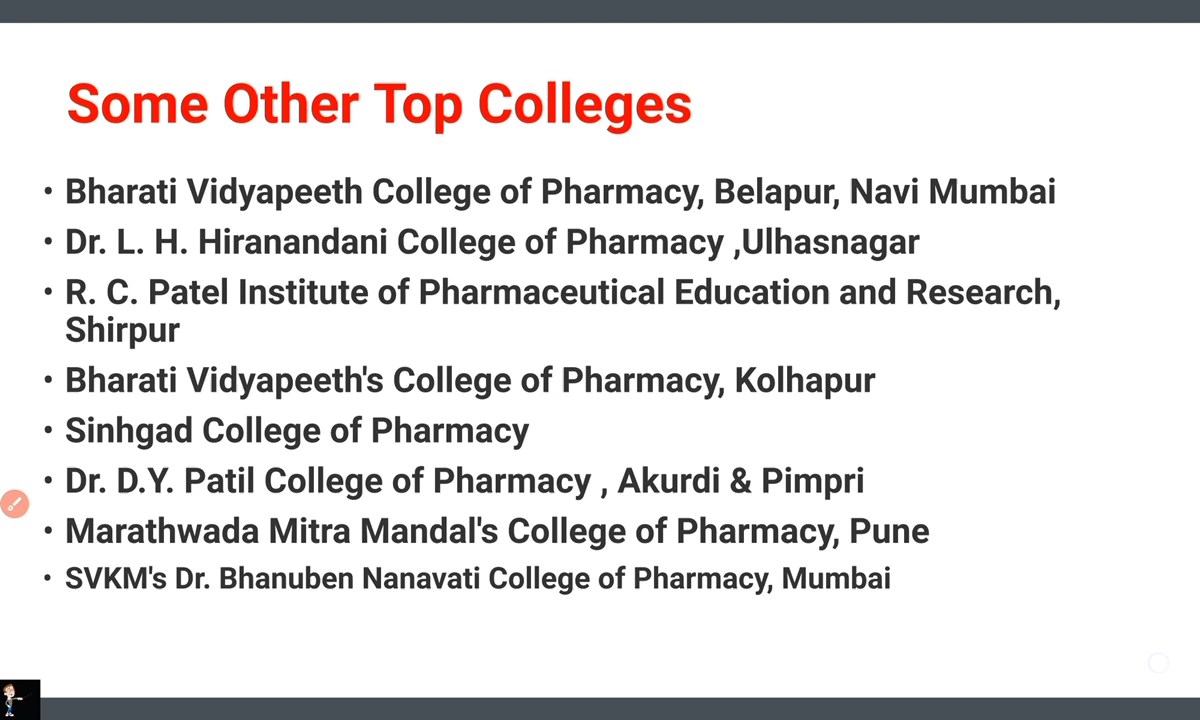 Some Other Top Colleges
• Bharati Vidyapeeth College of Pharmacy, Belapur, Navi Mumbai
• Dr. L. H. Hiranandani College of Pharmacy ,Ulhasnagar
• R. C. Patel Institute of Pharmaceutical Education and Research,
Shirpur
• Bharati Vidyapeeth's College of Pharmacy, Kolhapur
• Sinhgad College of Pharmacy
• Dr. D.Y. Patil College of Pharmacy , Akurdi & Pimpri
• Marathwada Mitra Mandal's College of Pharmacy, Pune
• SVKM's Dr. Bhanuben Nanavati College of Pharmacy, Mumbai